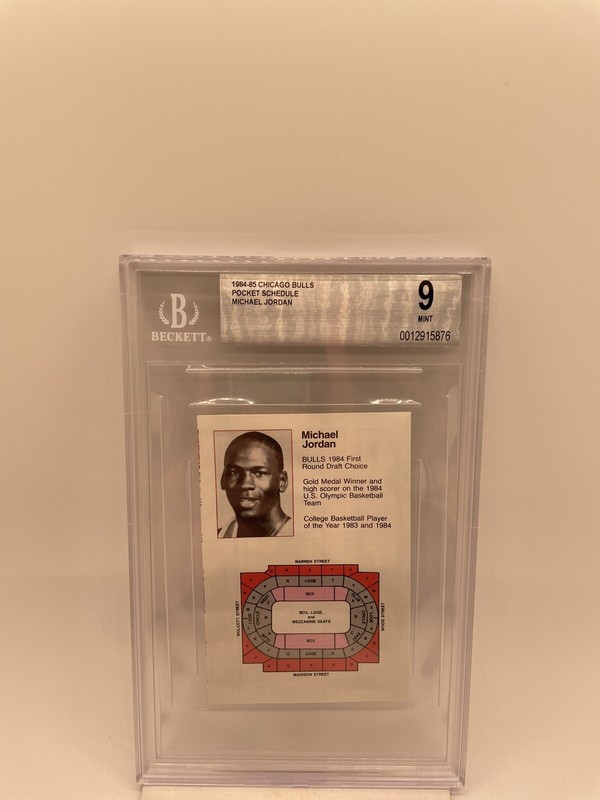 B
BECKETT®
1984-85 CHICAGO BULLS
POCKET SCHEDULE
MICHAEL JORDAN
9
MINT
0012915876
Michael
Jordan
BULLS 1984 First
Round Draft Choice
Gold Medal Winner and
high scorer on the 1984
U.S. Olympic Basketball
Team
College Basketball Player
of the Year 1983 and 1984
WARREN STREET
LOGE
BOX
BOX, LOGE,
and
MEZZANINE SEATS
BOX
LOGE
WOLCOTT STREET
WOOD STREET
MADISON STREET